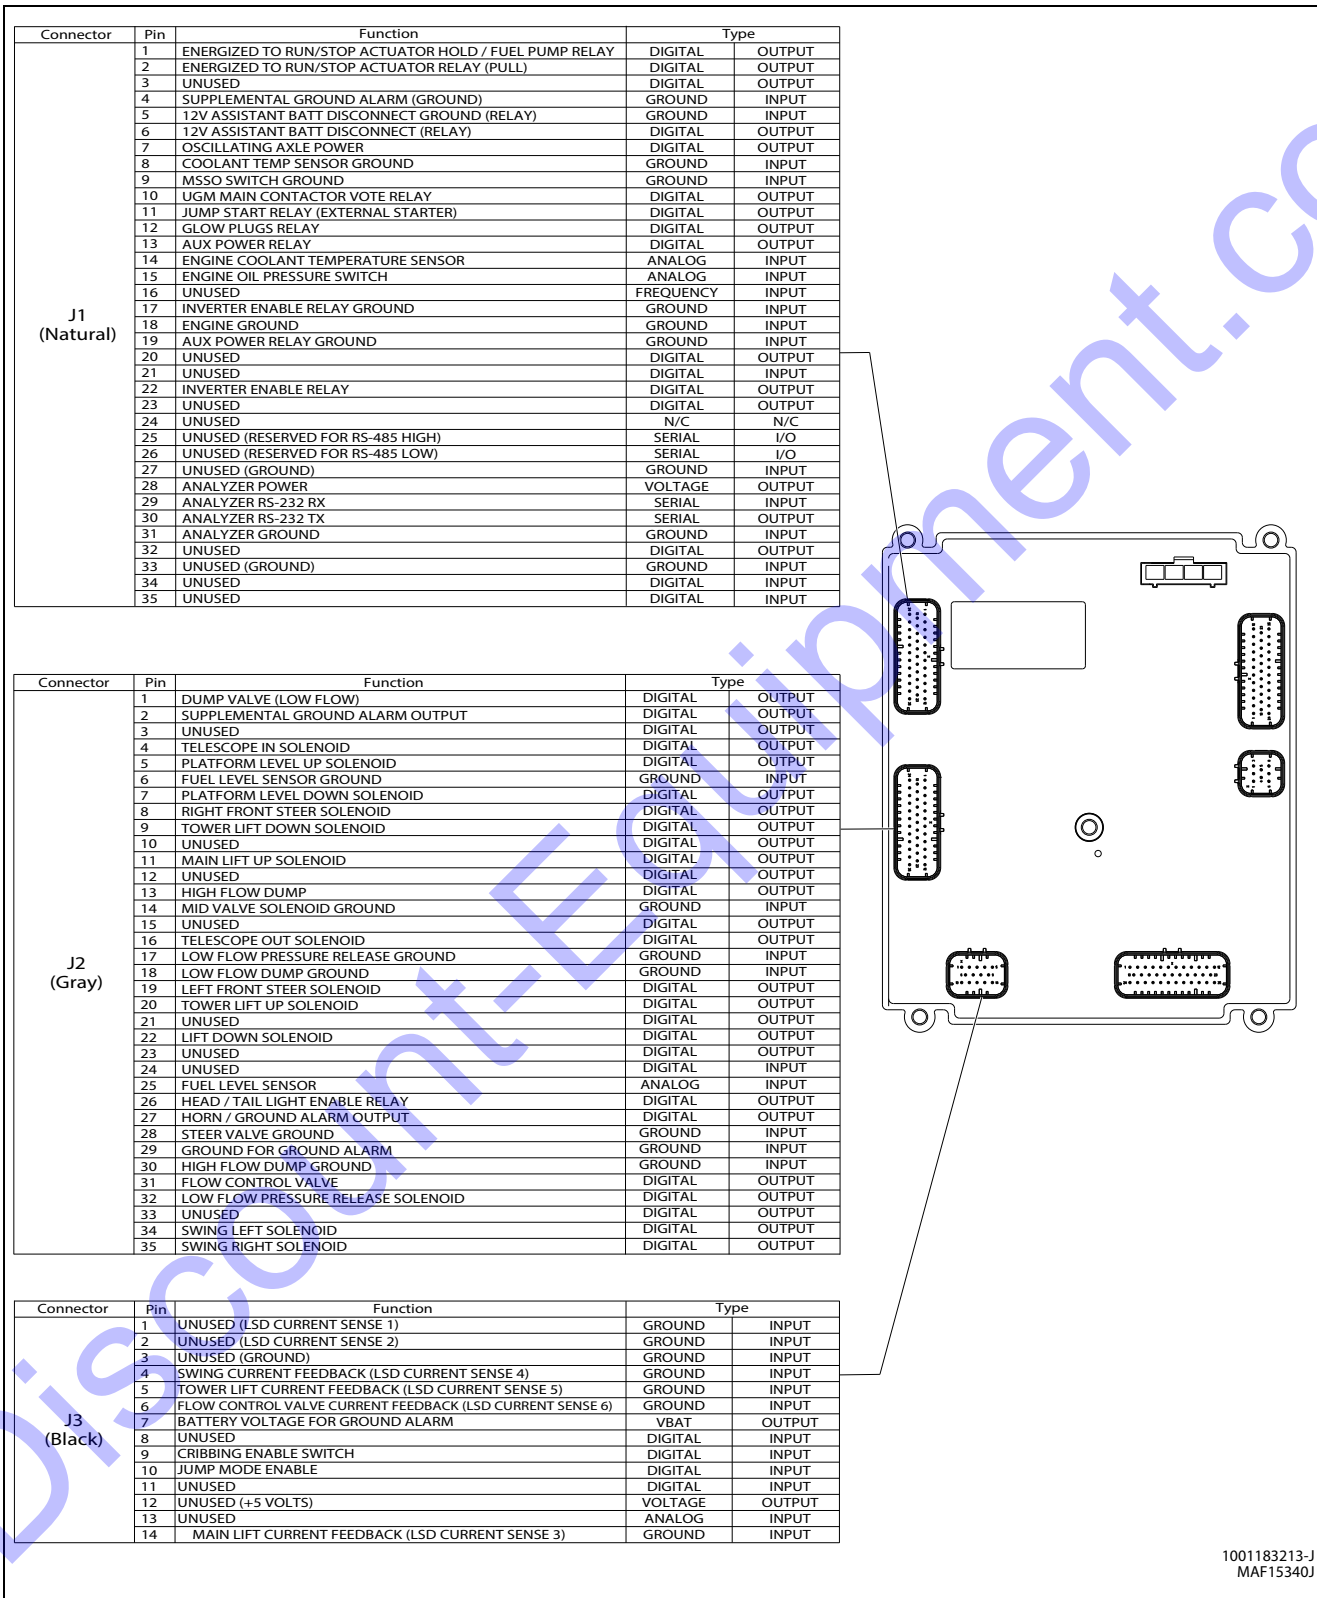 Connector Pin Function Type
J1
(Natural)
1 ENERGIZED TO RUN/STOP ACTUATOR HOLD / FUEL PUMP RELAY DIGITAL OUTPUT
2 ENERGIZED TO RUN/STOP ACTUATOR RELAY (PULL) DIGITAL OUTPUT
3 UNUSED DIGITAL OUTPUT
4 SUPPLEMENTAL GROUND ALARM (GROUND) GROUND INPUT
5 12V ASSISTANT BATT DISCONNECT GROUND (RELAY) GROUND INPUT
6 12V ASSISTANT BATT DISCONNECT (RELAY) DIGITAL OUTPUT
7 OSCILLATING AXLE POWER DIGITAL OUTPUT
8 COOLANT TEMP SENSOR GROUND GROUND INPUT
9 MSSO SWITCH GROUND GROUND INPUT
10 UGM MAIN CONTACTOR VOTE RELAY DIGITAL OUTPUT
11 JUMP START RELAY (EXTERNAL STARTER) DIGITAL OUTPUT
12 GLOW PLUGS RELAY DIGITAL OUTPUT
13 AUX POWER RELAY DIGITAL OUTPUT
14 ENGINE COOLANT TEMPERATURE SENSOR ANALOG INPUT
15 ENGINE OIL PRESSURE SWITCH ANALOG INPUT
16 UNUSED FREQUENCY INPUT
17 INVERTER ENABLE RELAY GROUND GROUND INPUT
18 ENGINE GROUND GROUND INPUT
19 AUX POWER RELAY GROUND GROUND INPUT
20 UNUSED DIGITAL OUTPUT
21 UNUSED DIGITAL INPUT
22 INVERTER ENABLE RELAY DIGITAL OUTPUT
23 UNUSED DIGITAL OUTPUT
24 UNUSED N/C N/C
25 UNUSED (RESERVED FOR RS-485 HIGH) SERIAL I/O
26 UNUSED (RESERVED FOR RS-485 LOW) SERIAL I/O
27 UNUSED (GROUND) GROUND INPUT
28 ANALYZER POWER VOLTAGE OUTPUT
29 ANALYZER RS-232 RX SERIAL INPUT
30 ANALYZER RS-232 TX SERIAL OUTPUT
31 ANALYZER GROUND GROUND INPUT
32 UNUSED DIGITAL OUTPUT
33 UNUSED (GROUND) GROUND INPUT
34 UNUSED DIGITAL INPUT
35 UNUSED DIGITAL INPUT
Connector Pin Function Type
J2
(Gray)
1 DUMP VALVE (LOW FLOW) DIGITAL OUTPUT
2 SUPPLEMENTAL GROUND ALARM OUTPUT DIGITAL OUTPUT
3 UNUSED DIGITAL OUTPUT
4 TELESCOPE IN SOLENOID DIGITAL OUTPUT
5 PLATFORM LEVEL UP SOLENOID DIGITAL OUTPUT
6 FUEL LEVEL SENSOR GROUND GROUND INPUT
7 PLATFORM LEVEL DOWN SOLENOID DIGITAL OUTPUT
8 RIGHT FRONT STEER SOLENOID DIGITAL OUTPUT
9 TOWER LIFT DOWN SOLENOID DIGITAL OUTPUT
10 UNUSED DIGITAL OUTPUT
11 MAIN LIFT UP SOLENOID DIGITAL OUTPUT
12 UNUSED DIGITAL OUTPUT
13 HIGH FLOW DUMP DIGITAL OUTPUT
14 MID VALVE SOLENOID GROUND GROUND INPUT
15 UNUSED DIGITAL OUTPUT
16 TELESCOPE OUT SOLENOID DIGITAL OUTPUT
17 LOW FLOW PRESSURE RELEASE GROUND GROUND INPUT
18 LOW FLOW DUMP GROUND GROUND INPUT
19 LEFT FRONT STEER SOLENOID DIGITAL OUTPUT
20 TOWER LIFT UP SOLENOID DIGITAL OUTPUT
21 UNUSED DIGITAL OUTPUT
22 LIFT DOWN SOLENOID DIGITAL OUTPUT
23 UNUSED DIGITAL OUTPUT
24 UNUSED DIGITAL INPUT
25 FUEL LEVEL SENSOR ANALOG INPUT
26 HEAD / TAIL LIGHT ENABLE RELAY DIGITAL OUTPUT
27 HORN / GROUND ALARM OUTPUT DIGITAL OUTPUT
28 STEER VALVE GROUND GROUND INPUT
29 GROUND FOR GROUND ALARM GROUND INPUT
30 HIGH FLOW DUMP GROUND GROUND INPUT
31 FLOW CONTROL VALVE DIGITAL OUTPUT
32 LOW FLOW PRESSURE RELEASE SOLENOID DIGITAL OUTPUT
33 UNUSED DIGITAL OUTPUT
34 SWING LEFT SOLENOID DIGITAL OUTPUT
35 SWING RIGHT SOLENOID DIGITAL OUTPUT
Connector Pin Function Type
J3
(Black)
1 UNUSED (LSD CURRENT SENSE 1) GROUND INPUT
2 UNUSED (LSD CURRENT SENSE 2) GROUND INPUT
3 UNUSED (GROUND) GROUND INPUT
4 SWING CURRENT FEEDBACK (LSD CURRENT SENSE 4) GROUND INPUT
5 TOWER LIFT CURRENT FEEDBACK (LSD CURRENT SENSE 5) GROUND INPUT
6 FLOW CONTROL VALVE CURRENT FEEDBACK (LSD CURRENT SENSE 6) GROUND INPUT
7 BATTERY VOLTAGE FOR GROUND ALARM VBAT OUTPUT
8 UNUSED DIGITAL INPUT
9 CRIBBING ENABLE SWITCH DIGITAL INPUT
10 JUMP MODE ENABLE DIGITAL INPUT
11 UNUSED DIGITAL INPUT
12 UNUSED (+5 VOLTS) VOLTAGE OUTPUT
13 UNUSED ANALOG INPUT
14 MAIN LIFT CURRENT FEEDBACK (LSD CURRENT SENSE 3) GROUND INPUT
1001183213-J
MAF15340J
Discount-Equipment.co